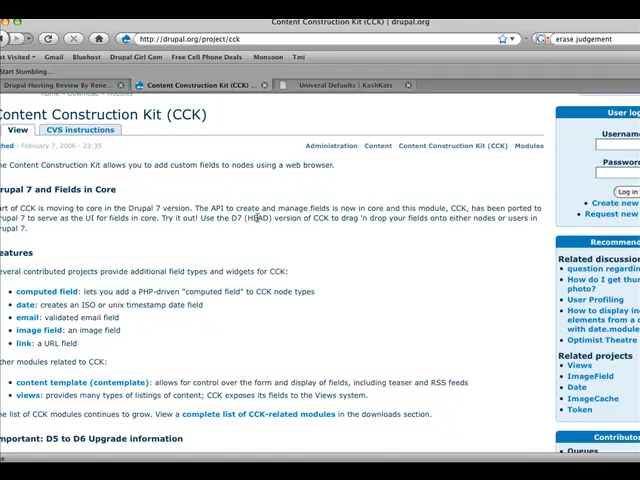 Content Construction Kit (CCK) | drupal.org
http://drupal.org/project/cck
erase judgement
st Visited Gmail Bluehost Drupal Girl Gem Free Cell Phone Deals Monsoon dri
Start Stumbling...
Drupal Hosting Review By Rene... Content Construction Kit (CCK) ... Univeral Defaults | KashKats
Home » Download » Modules
Content Construction Kit (CCK)
View CVS instructions
hed - February 7, 2006 - 23:35
Administration · Content · Content Construction Kit (CCK) · Modules
he Content Construction Kit allows you to add custom fields to nodes using a web browser.
rupal 7 and Fields in Core
art of CCK is moving to core in the Drupal 7 version. The API to create and manage fields is now in core and this module, CCK, has been ported to
rupal 7 to serve as the UI for fields in core. Try it out! Use the D7 (HEAD) version of CCK to drag 'n drop your fields onto either nodes or users in
rupal 7.
eatures
everal contributed projects provide additional field types and widgets for CCK:
• computed field: lets you add a PHP-driven "computed field" to CCK node types
• date: creates an ISO or unix timestamp date field
• email: validated email field
• image field: an image field
• link: a URL field
ther modules related to CCK:
• content template (contemplate): allows for control over the form and display of fields, including teaser and RSS feeds
• views: provides many types of listings of content; CCK exposes its fields to the Views system.
he list of CCK modules continues to grow. View a complete list of CCK-related modules in the downloads section.
mportant: D5 to D6 Upgrade information
User log
Username
Passwor
Log in
• Create new
• Request new
Recommend
Related discussio
• question regardin
• How do I get thu
photo?
• User Profiling
• How to display in
elements from a c
with date.module
• Optimist Theatre
Related projects
• Views
• ImageField
• Date
• ImageCache
• Token
Contributo
• Queues